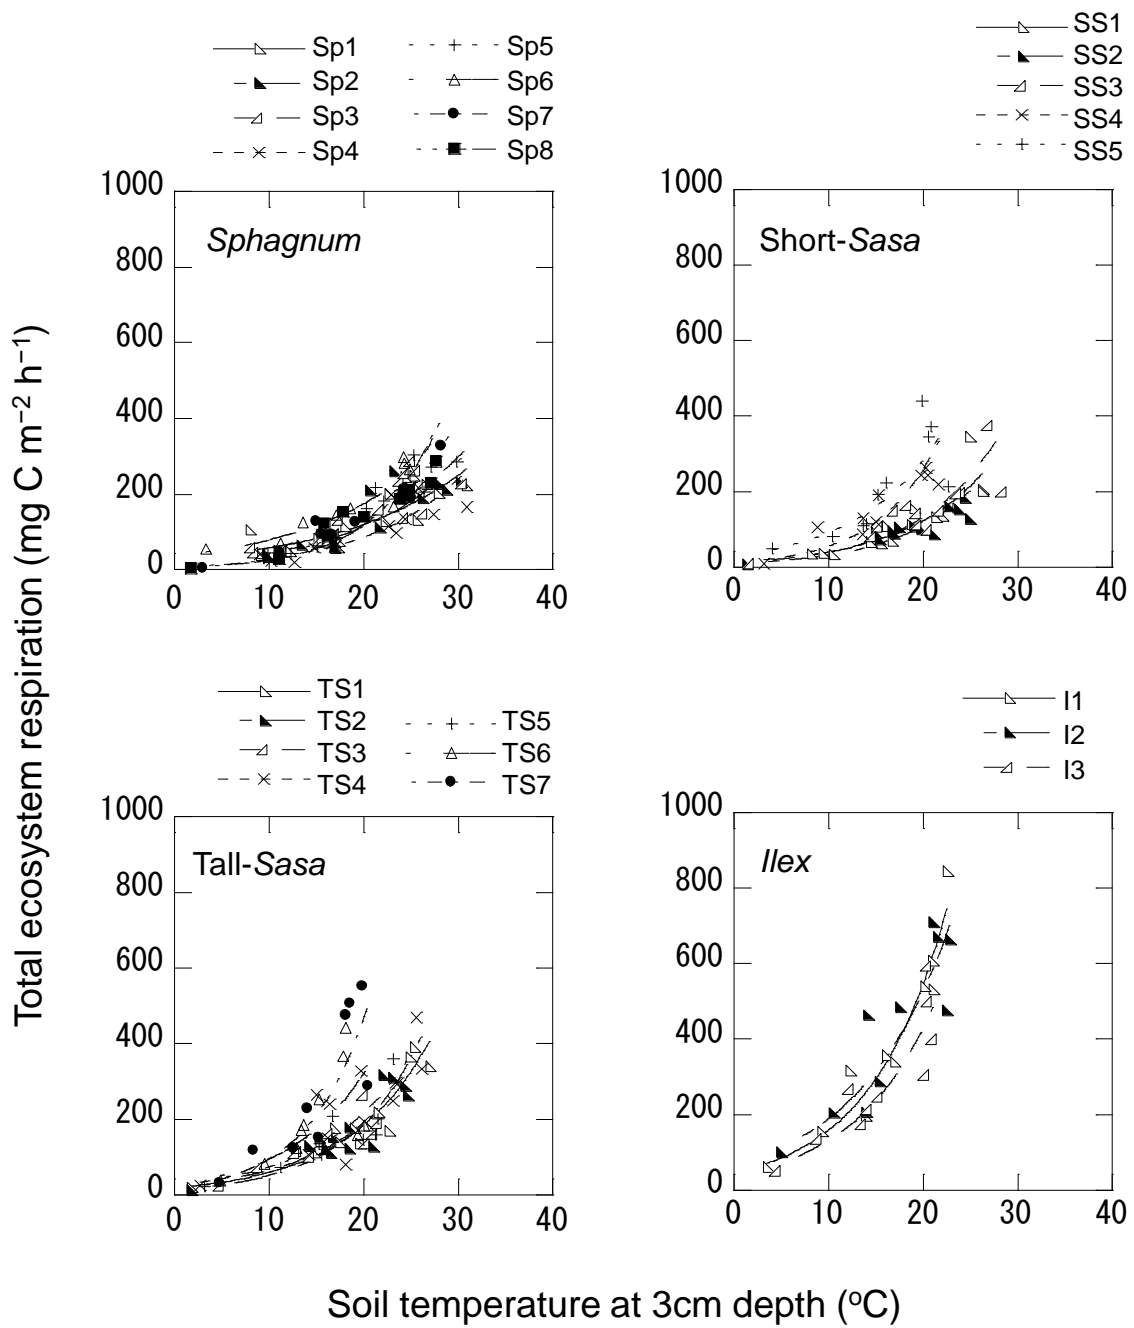 Sp1 Sp5
Sp2 Sp6
Sp3 Sp7
Sp4 Sp8
SS1
SS2
SS3
SS4
SS5
1000
800
600
400
200
0
0 10 20 30 40
Sphagnum
1000
800
600
400
200
0
0 10 20 30 40
Short-Sasa
Total ecosystem respiration (mg C m⁻² h⁻¹)
TS1
TS2 TS5
TS3 TS6
TS4 TS7
I1
I2
I3
1000
800
600
400
200
0
0 10 20 30 40
Tall-Sasa
1000
800
600
400
200
0
0 10 20 30 40
Ilex
Soil temperature at 3cm depth (ºC)